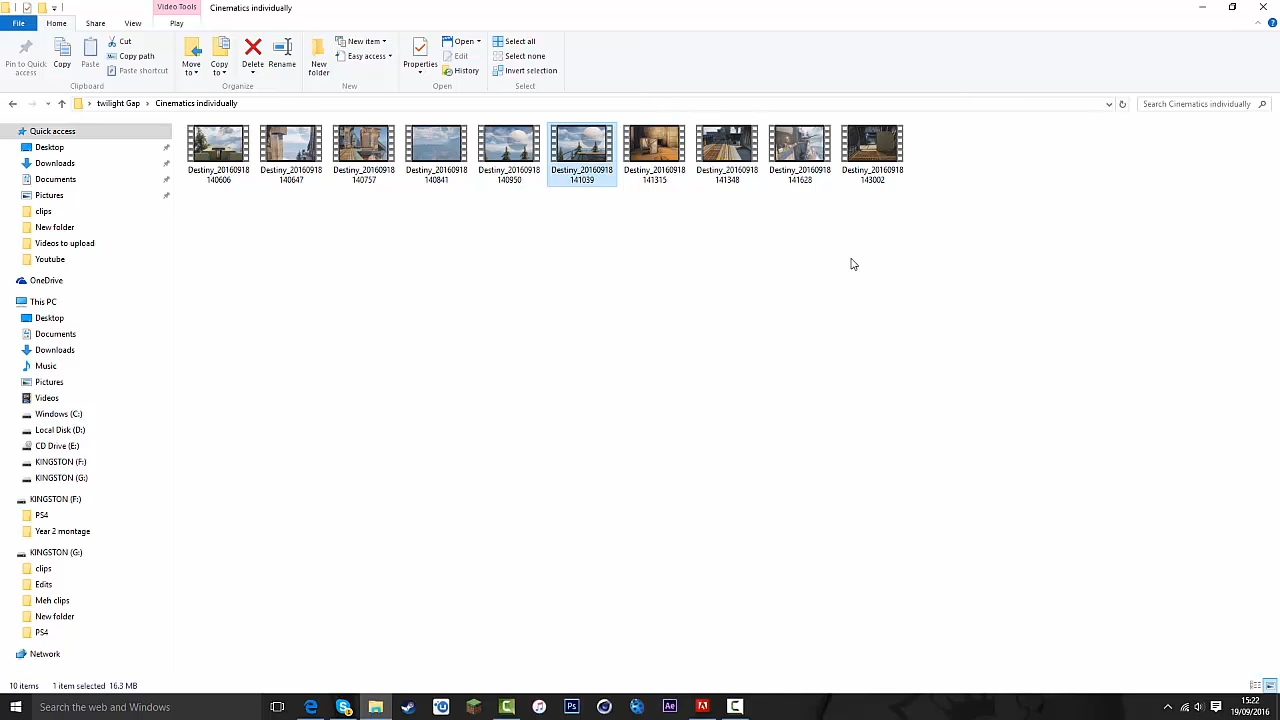 Video Tools
Cinematics individually
File
Home
Share
View
Play
Pin to Quick access
Copy
Paste
Cut
Copy path
Paste shortcut
Clipboard
Move to
Copy to
Delete
Rename
Organize
New folder
New item
Easy access
New
Properties
Open
Edit
History
Open
Select all
Select none
Invert selection
Select
twilight Gap
Cinematics individually
Search Cinematics individually
Quick access
Desktop
Downloads
Documents
Pictures
clips
New folder
Videos to upload
Youtube
OneDrive
This PC
Desktop
Documents
Downloads
Music
Pictures
Videos
Windows (C:)
Local Disk (D:)
CD Drive (E:)
KINGSTON (F:)
KINGSTON (G:)
KINGSTON (F:)
PS4
Year 2 montage
KINGSTON (G:)
clips
Edits
Meh clips
New folder
PS4
Network
Destiny_20160918
140606
Destiny_20160918
140647
Destiny_20160918
140757
Destiny_20160918
140841
Destiny_20160918
140950
Destiny_20160918
141039
Destiny_20160918
141315
Destiny_20160918
141348
Destiny_20160918
141628
Destiny_20160918
143002
10 items
1 item selected 16.3 MB
Search the web and Windows
Ps
Ae
15:22
19/09/2016